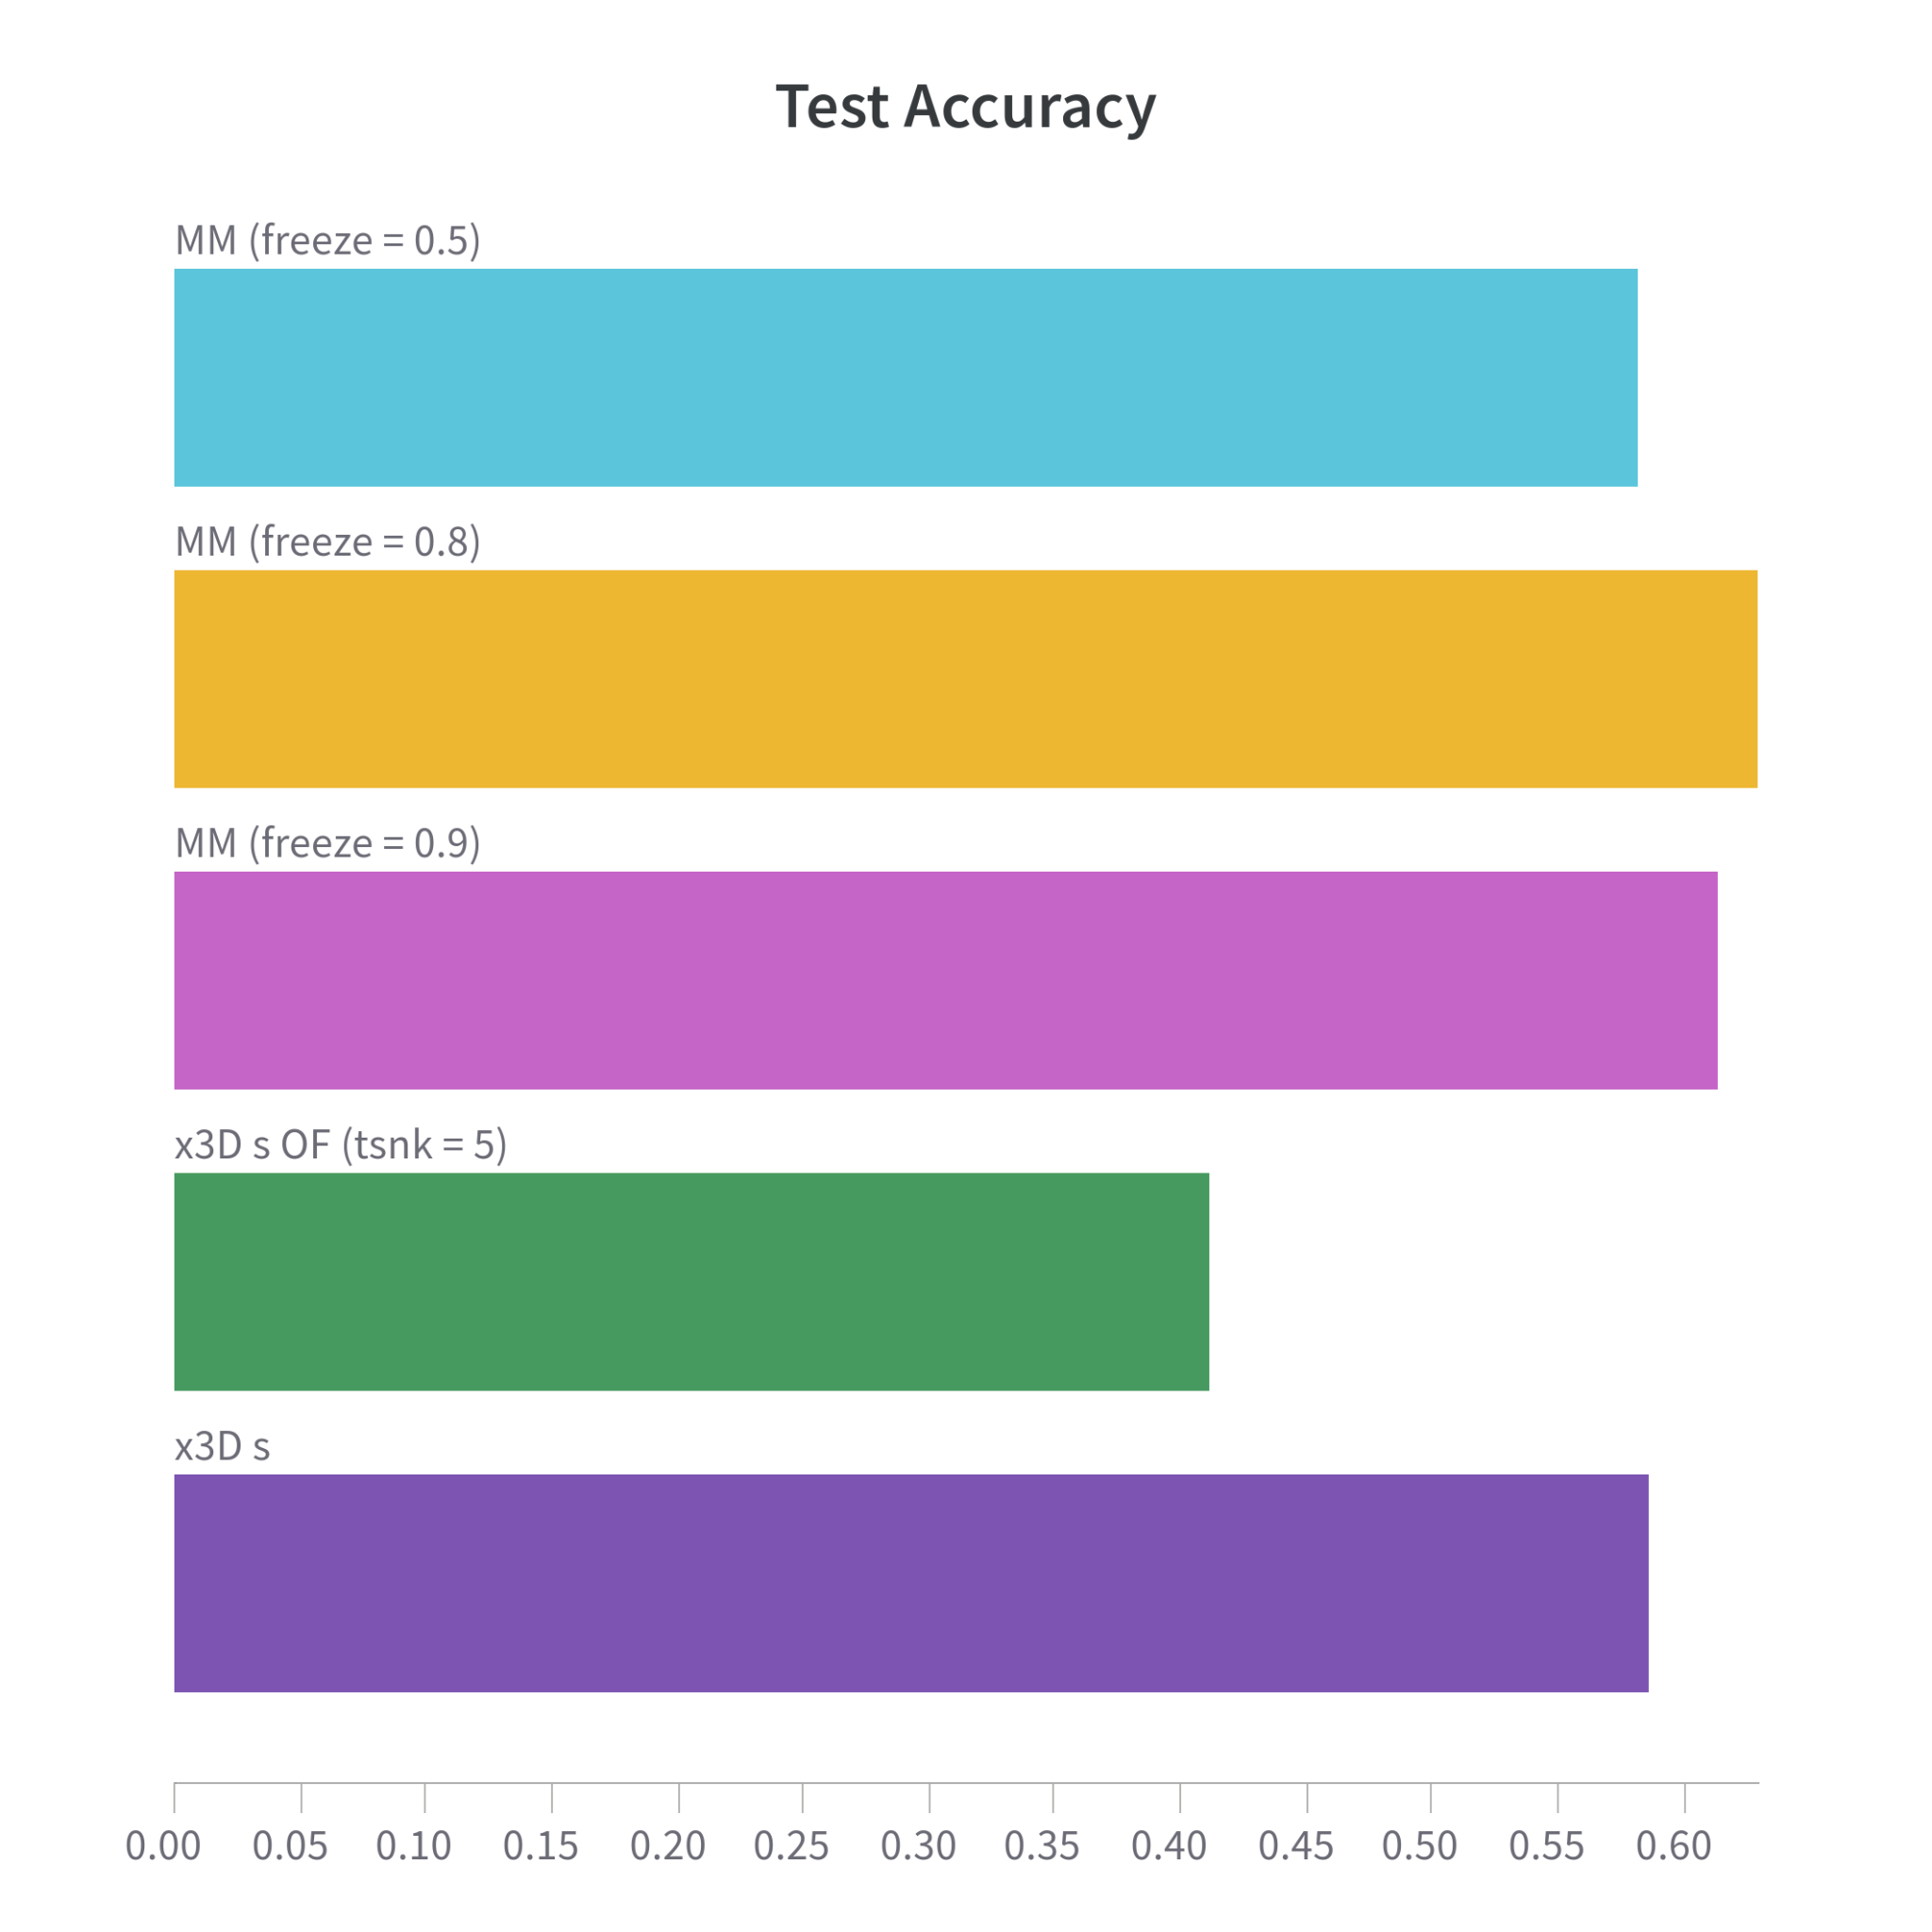 Test Accuracy
MM (freeze = 0.5)
MM (freeze = 0.8)
MM (freeze = 0.9)
x3D s OF (tsnk = 5)
x3D s
0.00 0.05 0.10 0.15 0.20 0.25 0.30 0.35 0.40 0.45 0.50 0.55 0.60